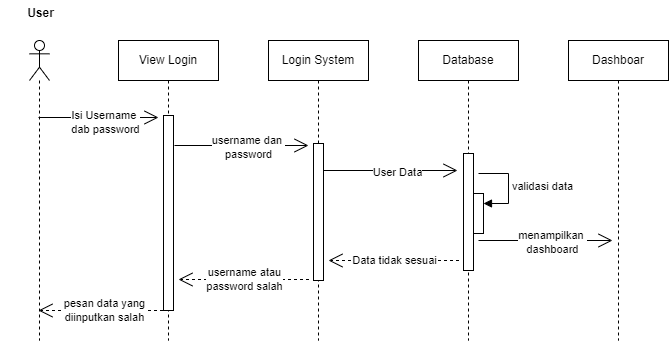 User
View Login
Login System
Database
Dashboar
Isi Username
dab password
username dan
password
User Data
validasi data
menampilkan
dashboard
Data tidak sesuai
username atau
password salah
pesan data yang
diinputkan salah